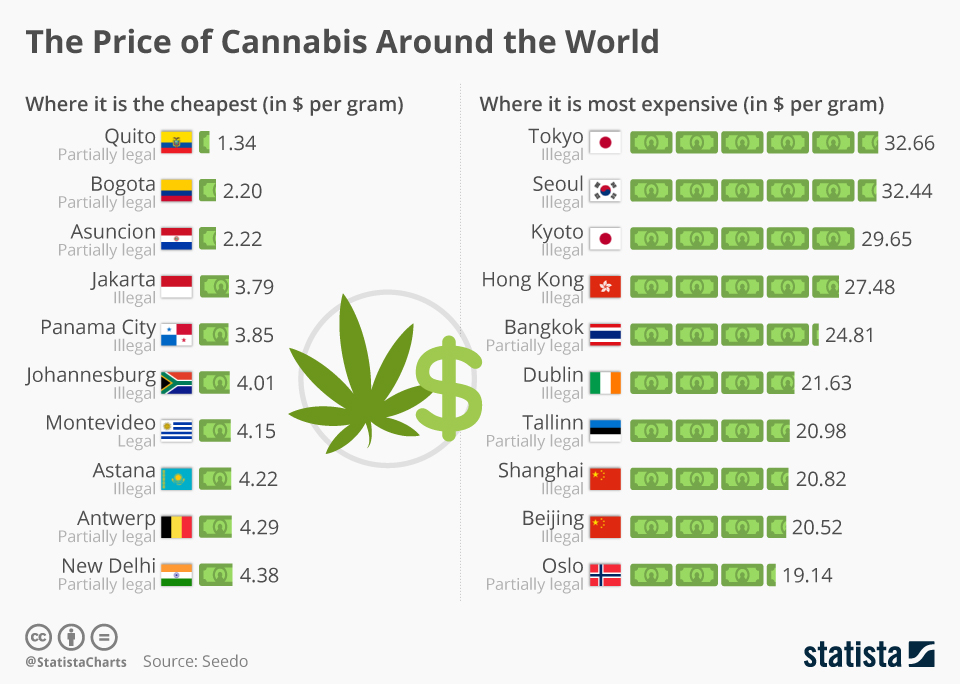 The Price of Cannabis Around the World
Where it is the cheapest (in $ per gram)
Quito 1.34
Partially legal
Bogota 2.20
Partially legal
Asuncion 2.22
Partially legal
Jakarta 3.79
Illegal
Panama City 3.85
Illegal
Johannesburg 4.01
Illegal
Montevideo 4.15
Legal
Astana 4.22
Illegal
Antwerp 4.29
Partially legal
New Delhi 4.38
Partially legal
$
Where it is most expensive (in $ per gram)
Tokyo 32.66
Illegal
Seoul 32.44
Illegal
Kyoto 29.65
Illegal
Hong Kong 27.48
Illegal
Bangkok 24.81
Partially legal
Dublin 21.63
Illegal
Tallinn 20.98
Partially legal
Shanghai 20.82
Illegal
Beijing 20.52
Illegal
Oslo 19.14
Partially legal
cc
@StatistaCharts Source: Seedo
statista